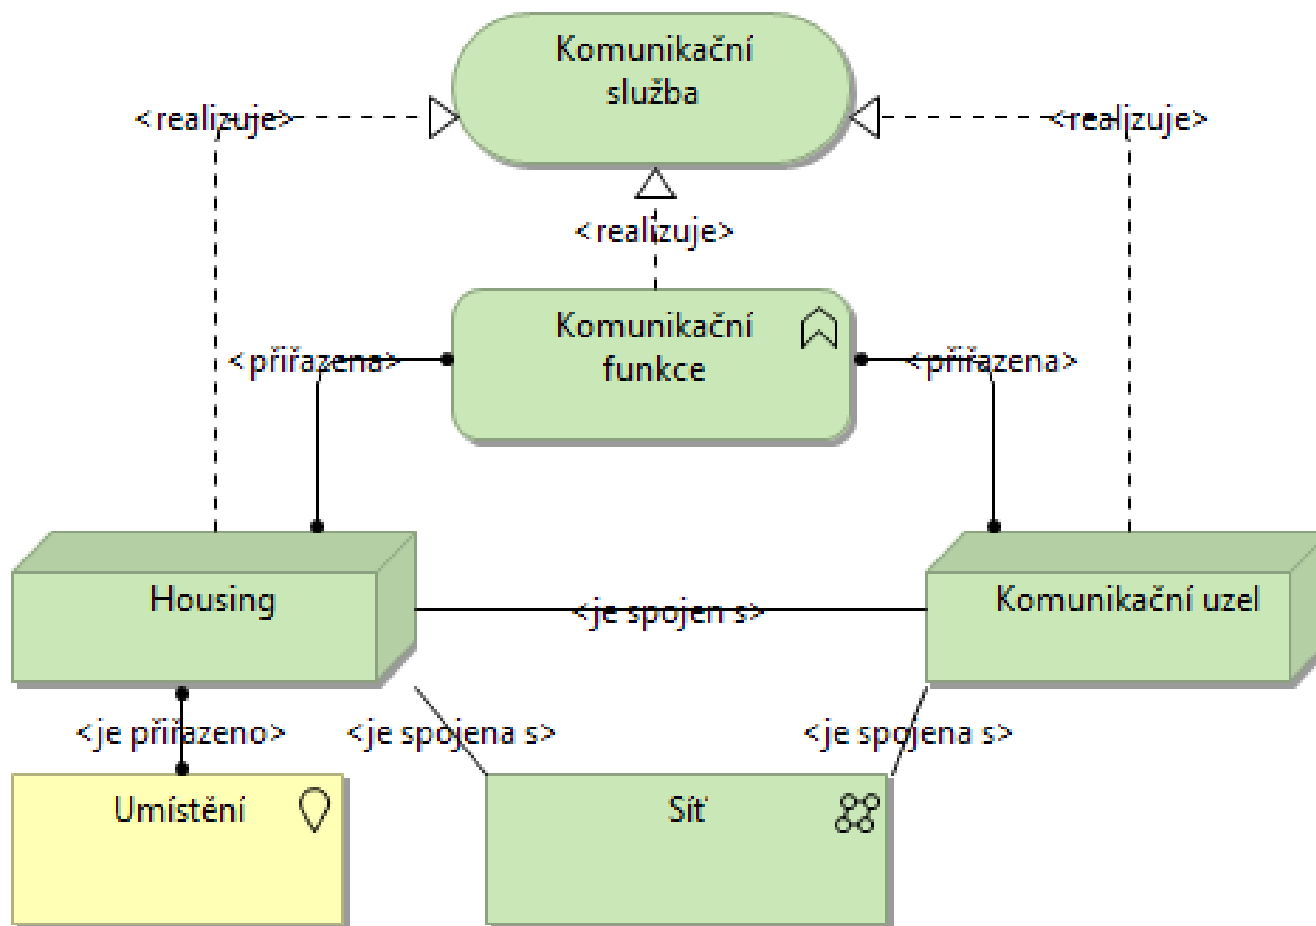 Komunikační
služba
<realizuje>
<realizuje>
<realizuje>
Komunikační
funkce
<přiřazena>
<přiřazena>
Housing
<je spojen s>
Komunikační uzel
<je přiřazeno>
<je spojena s>
<je spojena s>
Umístění
Síť